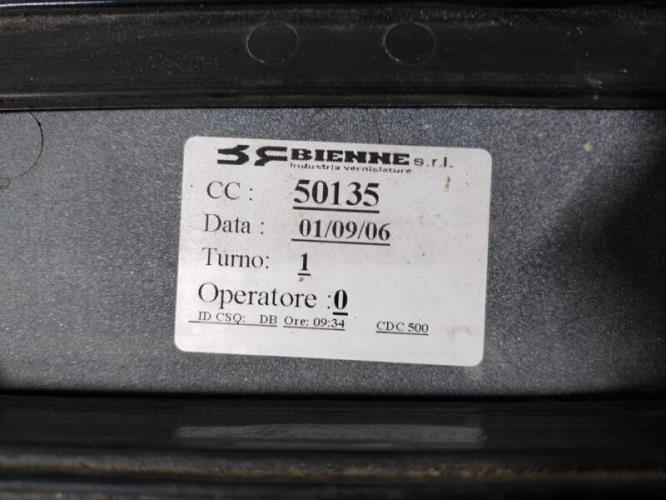 BIENNE s.r.l.
Industria verniciature
CC : 50135
Data : 01/09/06
Turno: 1
Operatore :0
ID CSQ: DB Ore: 09:34 CDC 500